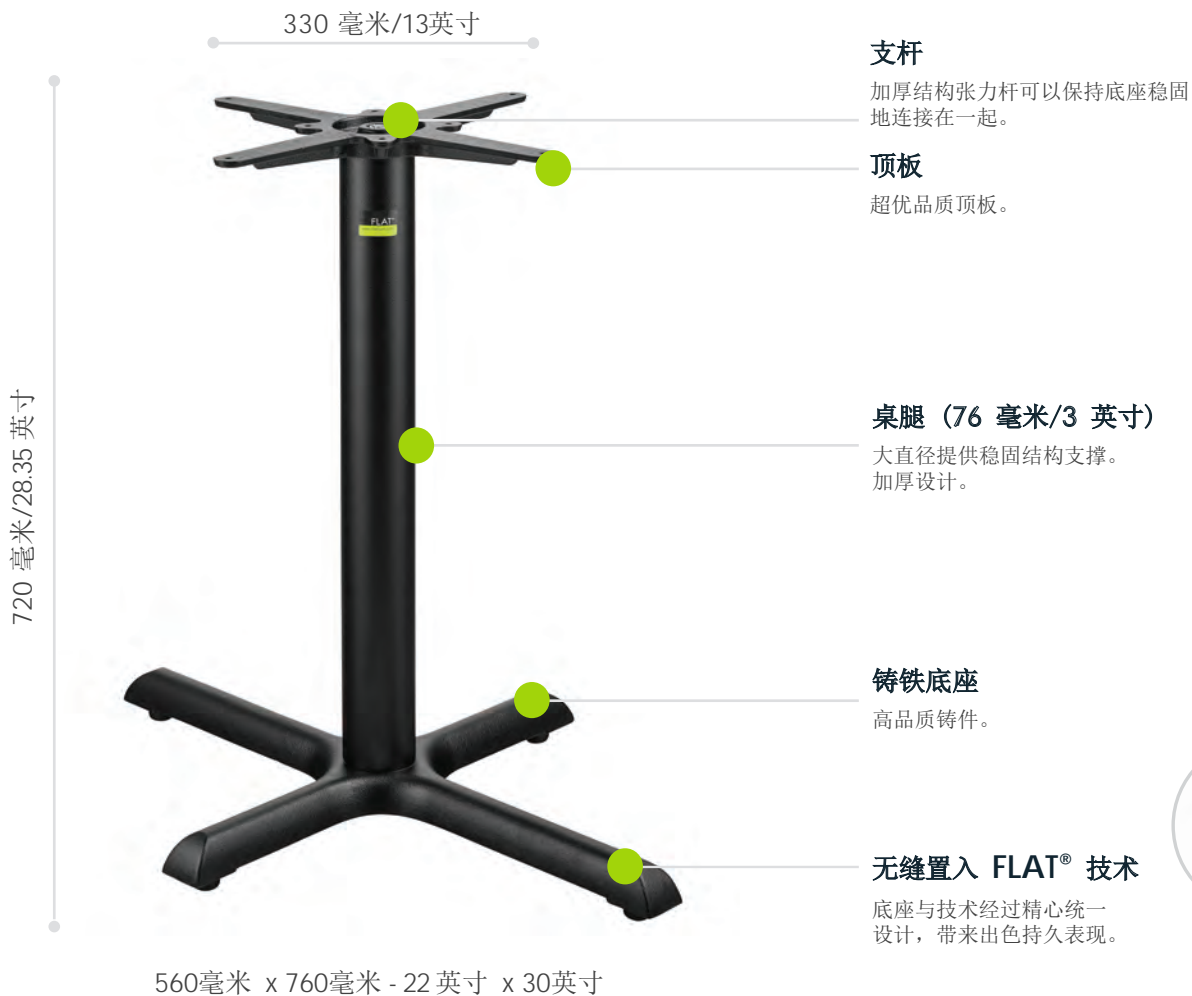 330 毫米/13英寸
支杆
加厚结构张力杆可以保持底座稳固
地连接在一起。
顶板
超优品质顶板。
FLAT®
720 毫米/28.35 英寸
桌腿 (76 毫米/3 英寸)
大直径提供稳固结构支撑。
加厚设计。
铸铁底座
高品质铸件。
无缝置入 FLAT® 技术
底座与技术经过精心统一
设计，带来出色持久表现。
560毫米 x 760毫米 - 22 英寸 x 30英寸